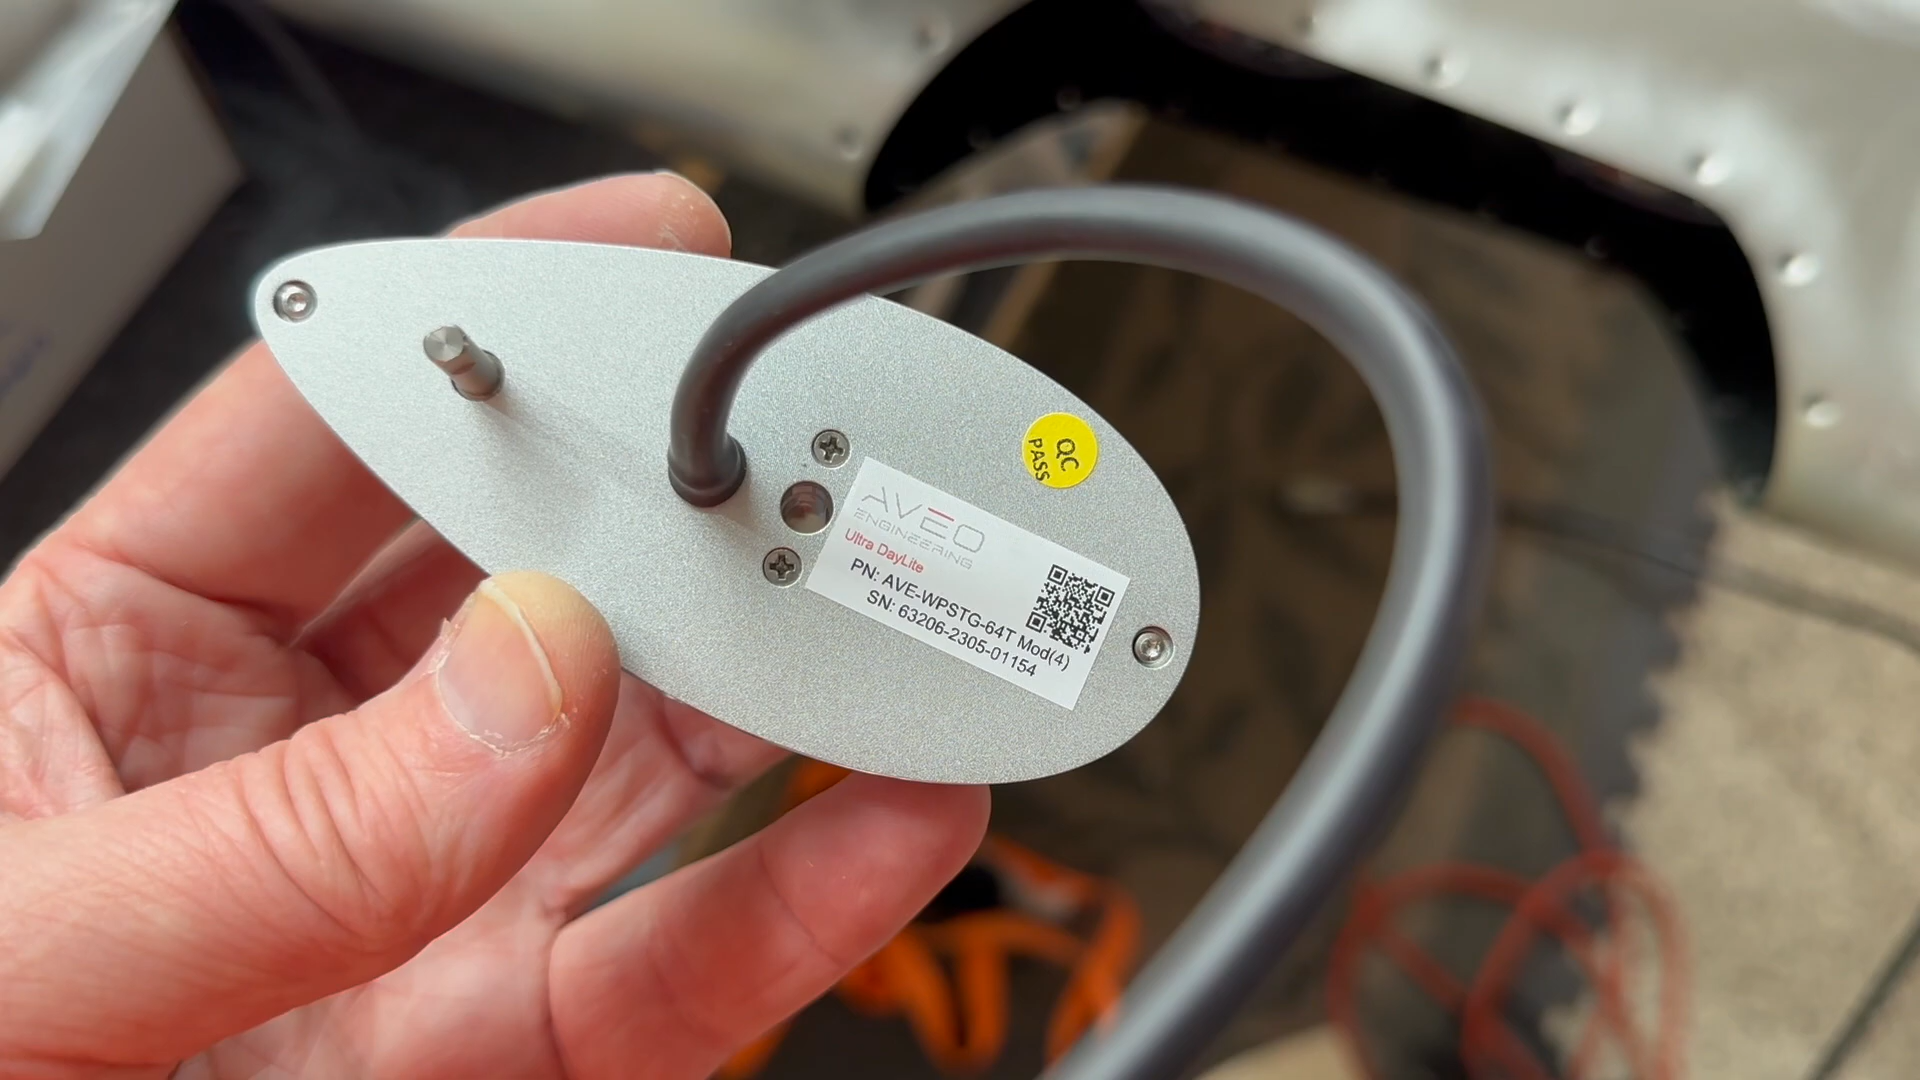 QC
PASS
AVEO
ENGINEERING
Ultra DayLite
PN: AVE-WPSTG-64T Mod(4)
SN: 63206-2305-01154